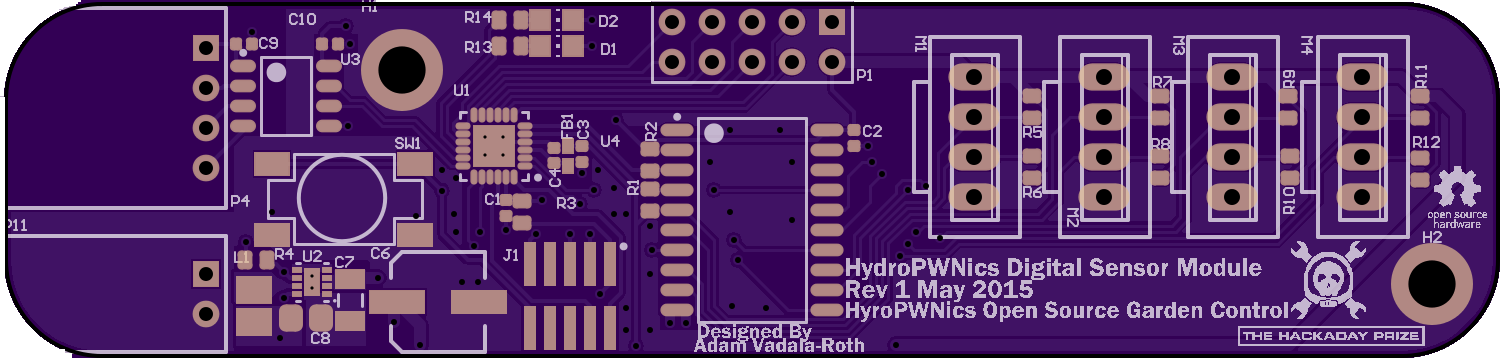 H1
C10
R14
D2
C9
R13
D1
U3
P1
M1
M3
M4
U1
R7
R9
R11
FB1
C3
R2
C2
R5
SW1
U4
R8
R12
C4
R1
R6
R10
P4
C1
R3
M2
P11
open source
hardware
H2
L1
R4
U2
C7
C6
J1
HydroPWNics Digital Sensor Module
Rev 1 May 2015
HyroPWNics Open Source Garden Control
C8
Designed By
Adam Vadala-Roth
THE HACKADAY PRIZE